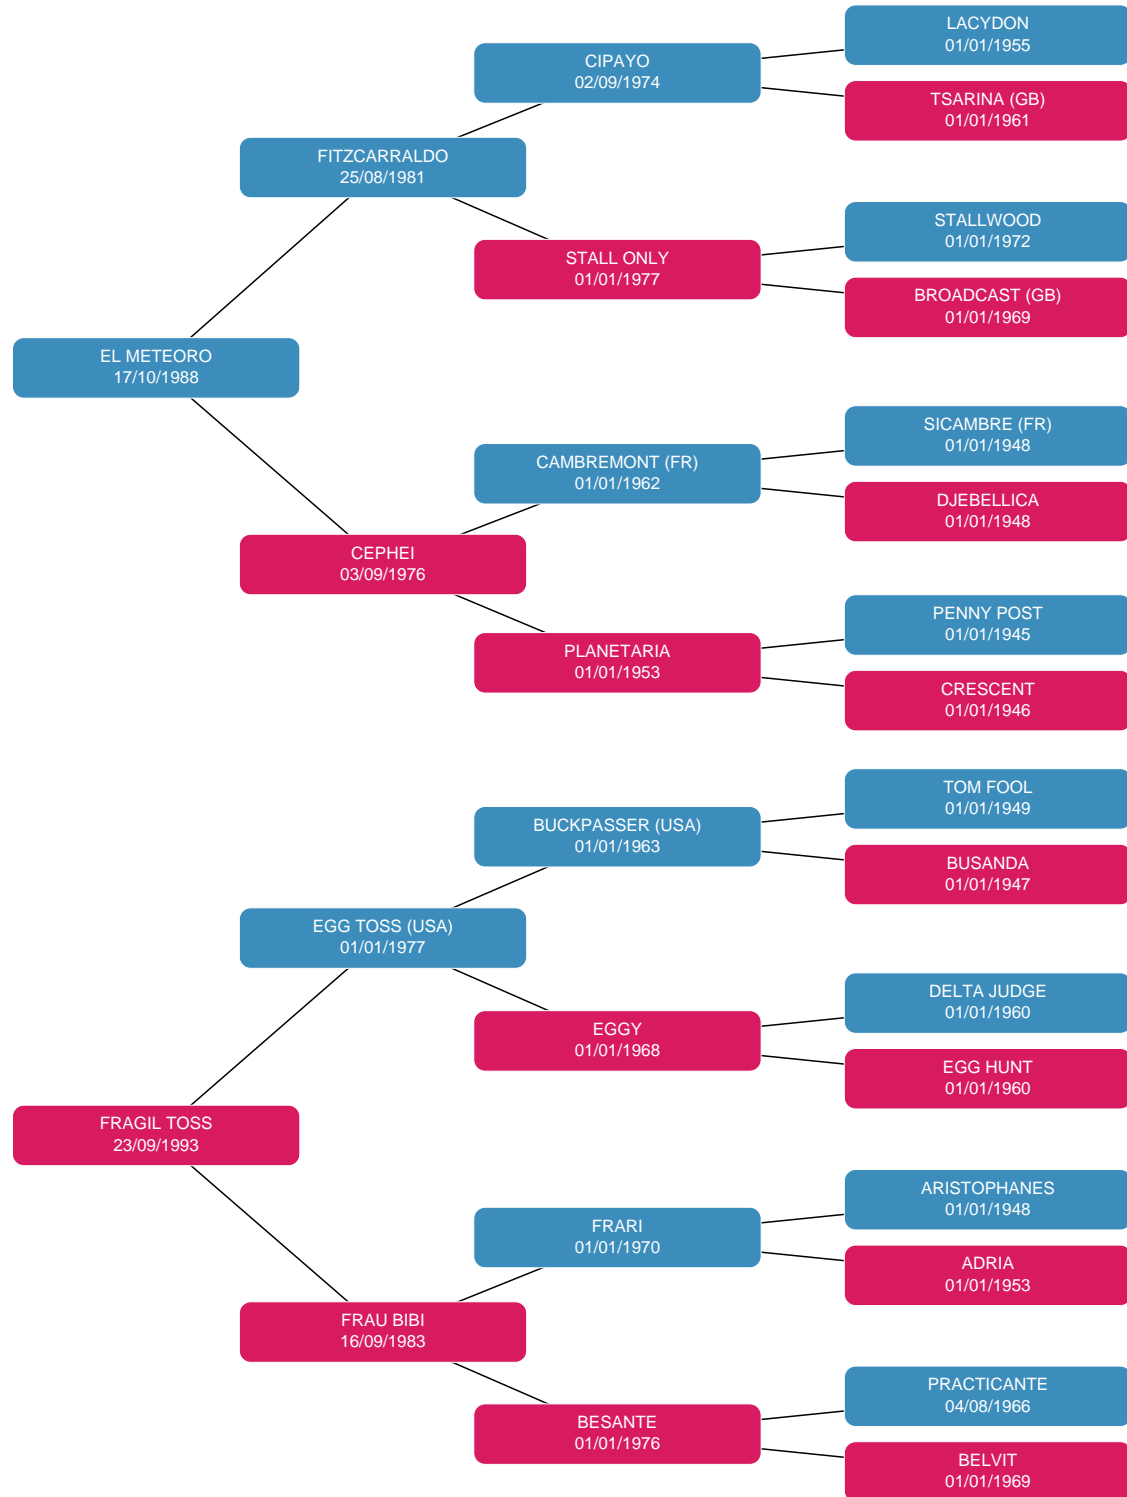 LACYDON
01/01/1955
CIPAYO
02/09/1974
TSARINA (GB)
01/01/1961
FITZCARRALDO
25/08/1981
STALLWOOD
01/01/1972
STALL ONLY
01/01/1977
BROADCAST (GB)
01/01/1969
EL METEORO
17/10/1988
SICAMBRE (FR)
01/01/1948
CAMBREMONT (FR)
01/01/1962
DJEBELLICA
01/01/1948
CEPHEI
03/09/1976
PENNY POST
01/01/1945
PLANETARIA
01/01/1953
CRESCENT
01/01/1946
TOM FOOL
01/01/1949
BUCKPASSER (USA)
01/01/1963
BUSANDA
01/01/1947
EGG TOSS (USA)
01/01/1977
DELTA JUDGE
01/01/1960
EGGY
01/01/1968
EGG HUNT
01/01/1960
FRAGIL TOSS
23/09/1993
ARISTOPHANES
01/01/1948
FRARI
01/01/1970
ADRIA
01/01/1953
FRAU BIBI
16/09/1983
PRACTICANTE
04/08/1966
BESANTE
01/01/1976
BELVIT
01/01/1969